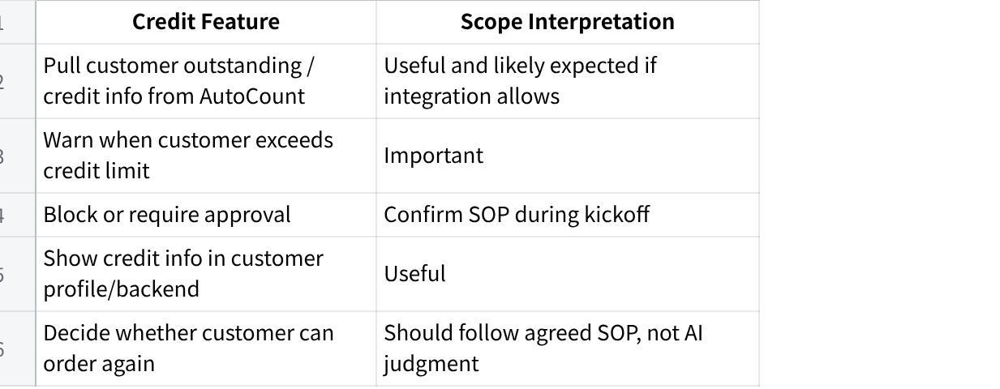 1 Credit Feature Scope Interpretation
2 Pull customer outstanding / Useful and likely expected if
credit info from AutoCount integration allows
3 Warn when customer exceeds
credit limit Important
4 Block or require approval Confirm SOP during kickoff
5 Show credit info in customer
profile/backend Useful
6 Decide whether customer can Should follow agreed SOP, not AI
order again judgment